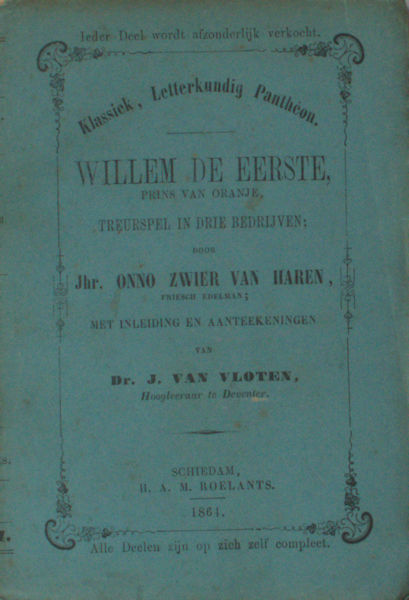 Ieder Deel wordt afzonderlijk verkocht.
Klassiek, Letterkundig Panthéon.
WILLEM DE EERSTE,
PRINS VAN ORANJE,
TREURSPEL IN DRIE BEDRIJVEN;
DOOR
Jhr. ONNO ZWIER VAN HAREN,
FRIESCH EDELMAN;
MET INLEIDING EN AANTEEKENINGEN
VAN
Dr. J. VAN VLOTEN,
Hoogleeraar te Deventer.
SCHIEDAM,
H. A. M. ROELANTS.
1864.
Alle Deelen zijn op zich zelf compleet.